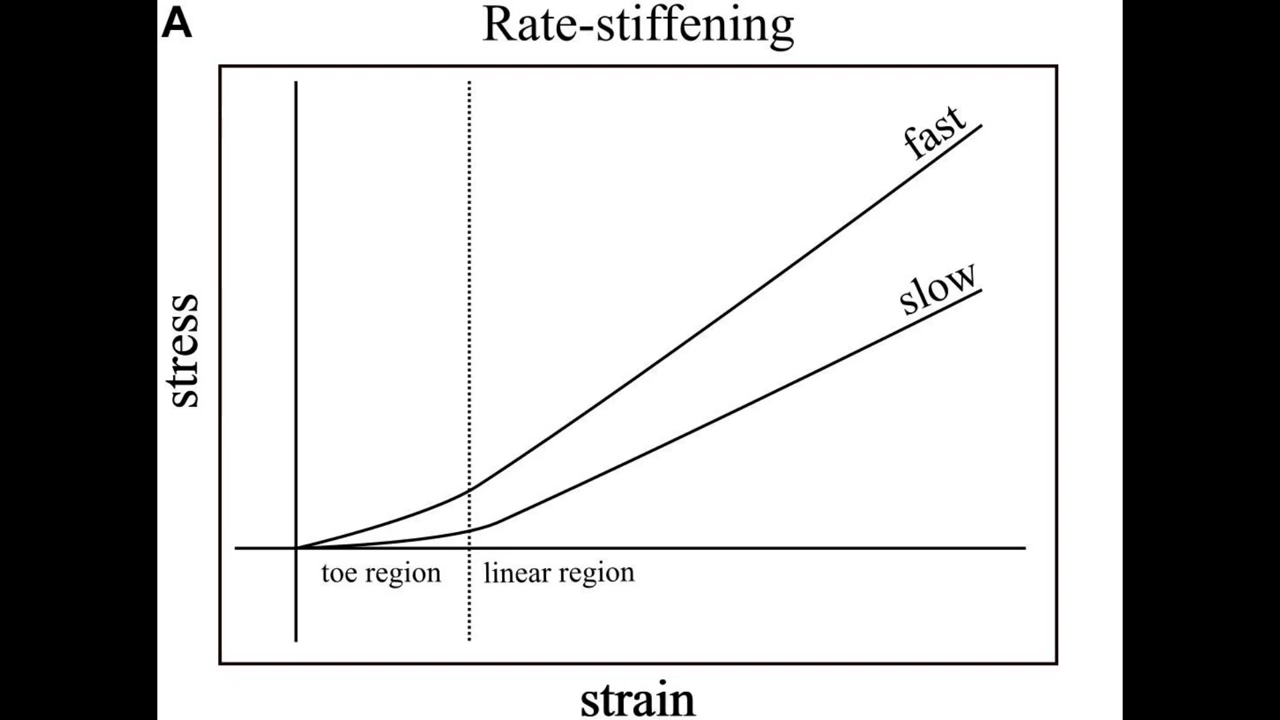 A
Rate-stiffening
fast
slow
stress
toe region
linear region
strain